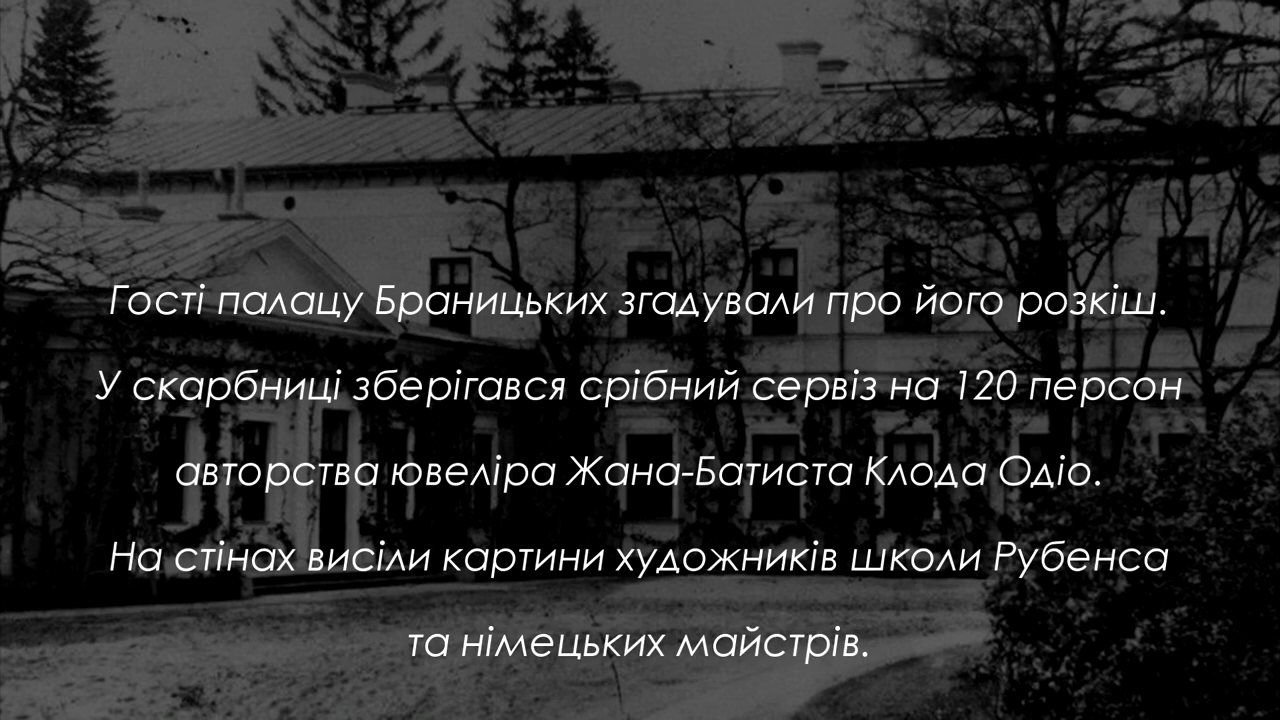 Гості палацу Браницьких згадували про його розкіш.
У скарбниці зберігався срібний сервіз на 120 персон
авторства ювеліра Жана-Батиста Клода Одіо.
На стінах висіли картини художників школи Рубенса
та німецьких майстрів.